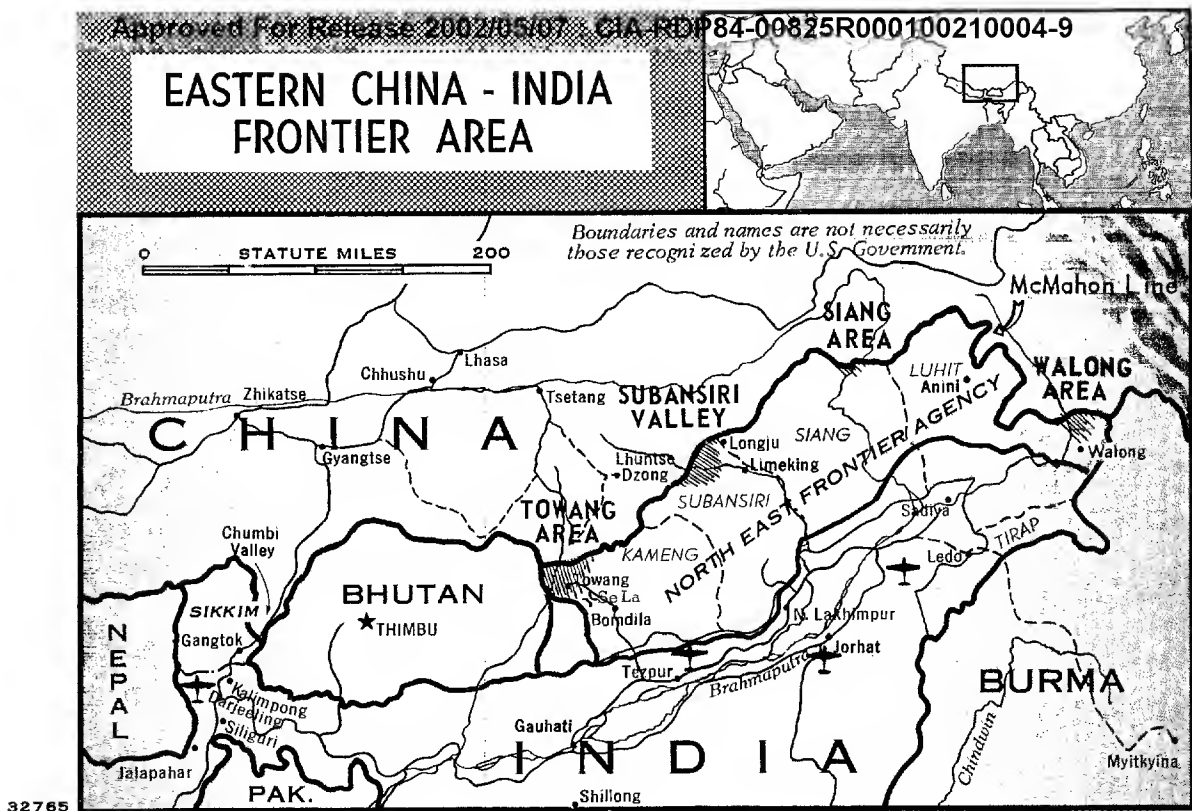 Approved For Release 2002/05/07 : CIA-RDP84-00825R000100210004-9
EASTERN CHINA - INDIA
FRONTIER AREA
0 STATUTE MILES 200
Boundaries and names are not necessarily
those recognized by the U.S. Government.
McMahon Line
SIANG
AREA
LUHIT
Anini
WALONG
AREA
Lhasa
Chhushu
Brahmaputra
Zhikatse
Tsetang
SUBANSIRI
VALLEY
CHINA
Gyangtse
Longju
SIANG
Limeking
Walong
Lhuntse
Dzong
SUBANSIRI
NORTH EAST FRONTIER AGENCY
Sadiya
TOWANG
AREA
KAMENG
TIRAP
Ledo
Chumbi
Valley
Towang
Se La
Bomdila
BHUTAN
THIMBU
SIKKIM
Gangtok
NEPAL
N. Lakhimpur
Jorhat
Tezpur
Brahmaputra
BURMA
Kalimpong
Darjeeling
Siliguri
Gauhati
INDIA
Chindwin
Myitkyina
Jalapahar
PAK.
Shillong
32765